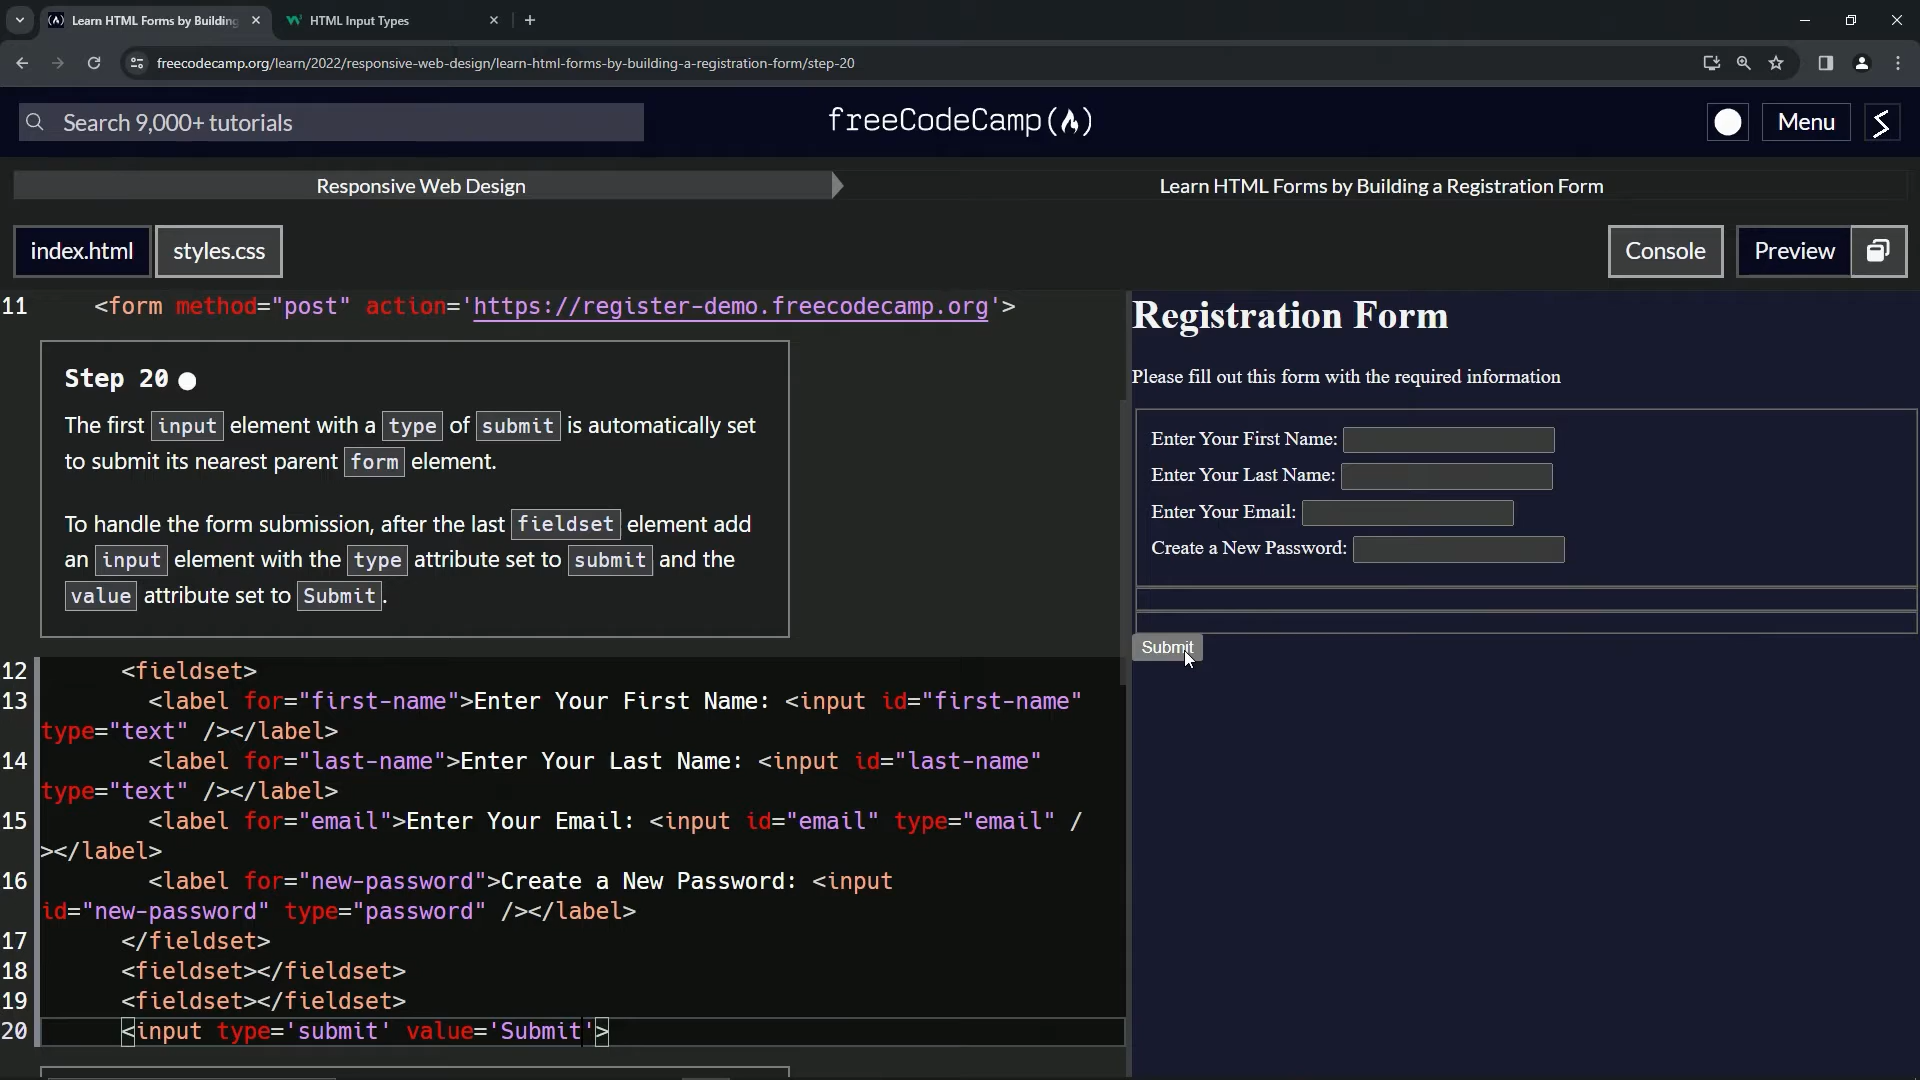 Learn HTML Forms by Building
HTML Input Types
freecodecamp.org/learn/2022/responsive-web-design/learn-html-forms-by-building-a-registration-form/step-20
Search 9,000+ tutorials
freeCodeCamp
Menu
Responsive Web Design
Learn HTML Forms by Building a Registration Form
index.html
styles.css
Console
Preview
11 <form method="post" action='https://register-demo.freecodecamp.org'>
Step 20
The first input element with a type of submit is automatically set
to submit its nearest parent form element.
To handle the form submission, after the last fieldset element add
an input element with the type attribute set to submit and the
value attribute set to Submit.
12 <fieldset>
13 <label for="first-name">Enter Your First Name: <input id="first-name"
type="text" /></label>
14 <label for="last-name">Enter Your Last Name: <input id="last-name"
type="text" /></label>
15 <label for="email">Enter Your Email: <input id="email" type="email" /
></label>
16 <label for="new-password">Create a New Password: <input
id="new-password" type="password" /></label>
17 </fieldset>
18 <fieldset></fieldset>
19 <fieldset></fieldset>
20 <input type='submit' value='Submit'>
Registration Form
Please fill out this form with the required information
Enter Your First Name:
Enter Your Last Name:
Enter Your Email:
Create a New Password:
Submit